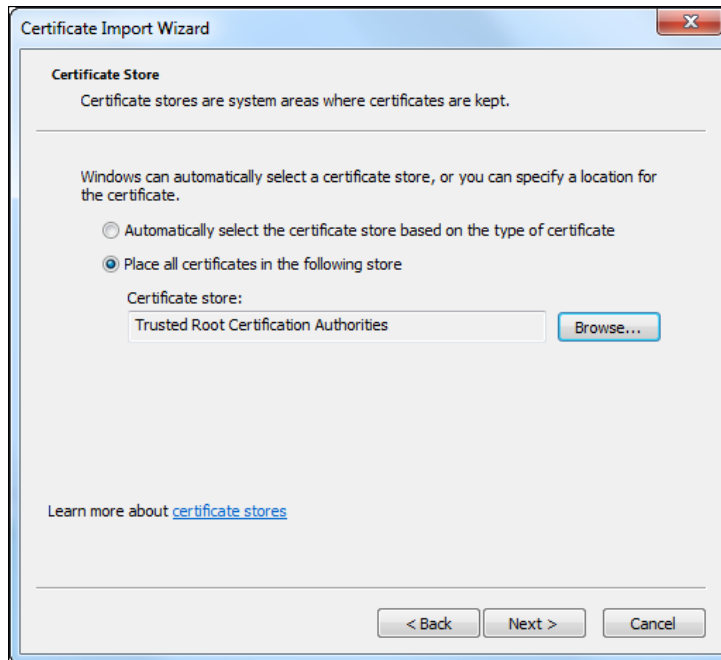 Certificate Import Wizard
Certificate Store
Certificate stores are system areas where certificates are kept.
Windows can automatically select a certificate store, or you can specify a location for
the certificate.
Automatically select the certificate store based on the type of certificate
Place all certificates in the following store
Certificate store:
Trusted Root Certification Authorities
Browse...
Learn more about certificate stores
< Back
Next >
Cancel